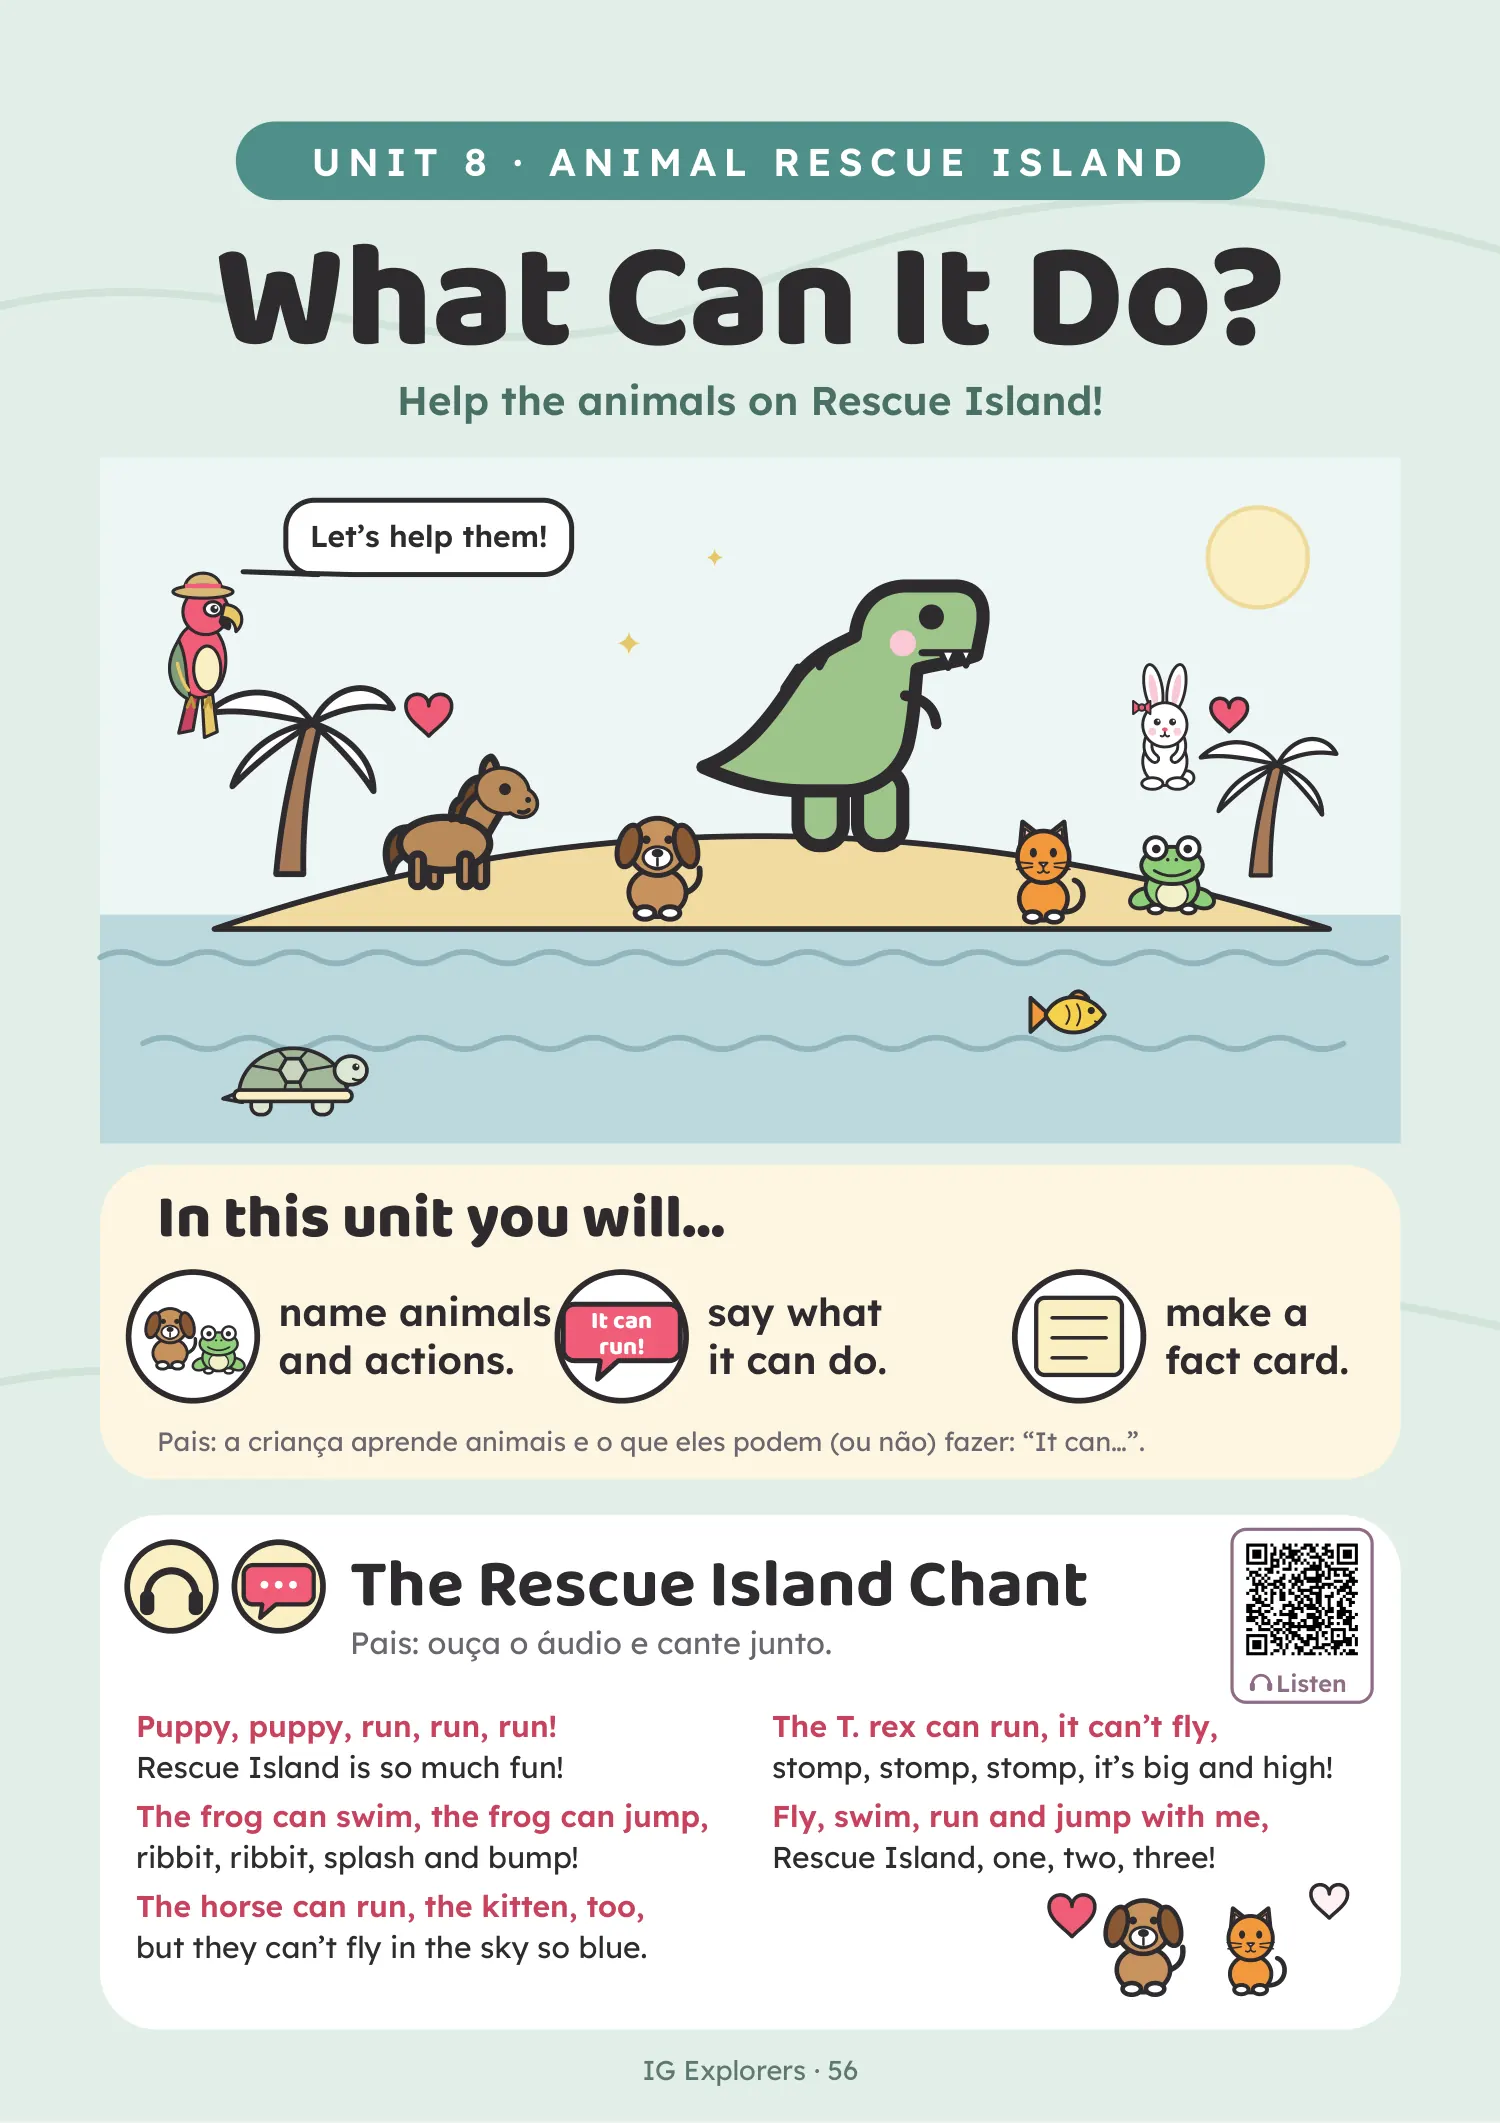 UNIT 8 · ANIMAL RESCUE ISLAND
What Can It Do?
Help the animals on Rescue Island!
Let’s help them!
In this unit you will...
name animals
and actions.
It can
run!
say what
it can do.
make a
fact card.
Pais: a criança aprende animais e o que eles podem (ou não) fazer: “It can...”.
The Rescue Island Chant
Pais: ouça o áudio e cante junto.
Listen
Puppy, puppy, run, run, run!
Rescue Island is so much fun!
The frog can swim, the frog can jump,
ribbit, ribbit, splash and bump!
The horse can run, the kitten, too,
but they can’t fly in the sky so blue.
The T. rex can run, it can’t fly,
stomp, stomp, stomp, it’s big and high!
Fly, swim, run and jump with me,
Rescue Island, one, two, three!
IG Explorers · 56